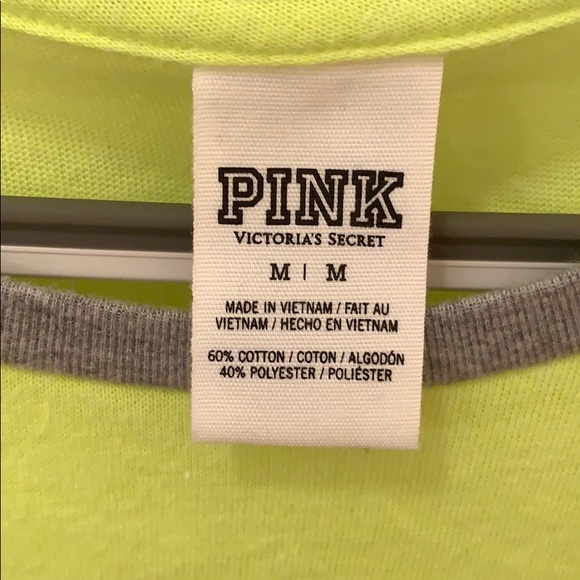 PINK
VICTORIA'S SECRET
M | M
MADE IN VIETNAM / FAIT AU
VIETNAM / HECHO EN VIETNAM
60% COTTON / COTON / ALGODÓN
40% POLYESTER / POLIÉSTER